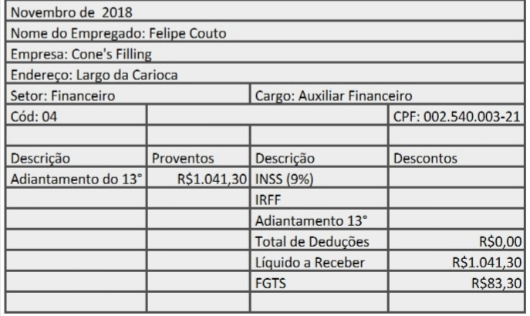 Novembro de 2018
Nome do Empregado: Felipe Couto
Empresa: Cone's Filling
Endereço: Largo da Carioca
Setor: Financeiro Cargo: Auxiliar Financeiro
Cód: 04 CPF: 002.540.003-21
Descrição Proventos Descrição Descontos
Adiantamento do 13° R$1.041,30 INSS (9%)
IRFF
Adiantamento 13°
Total de Deduções R$0,00
Líquido a Receber R$1.041,30
FGTS R$83,30